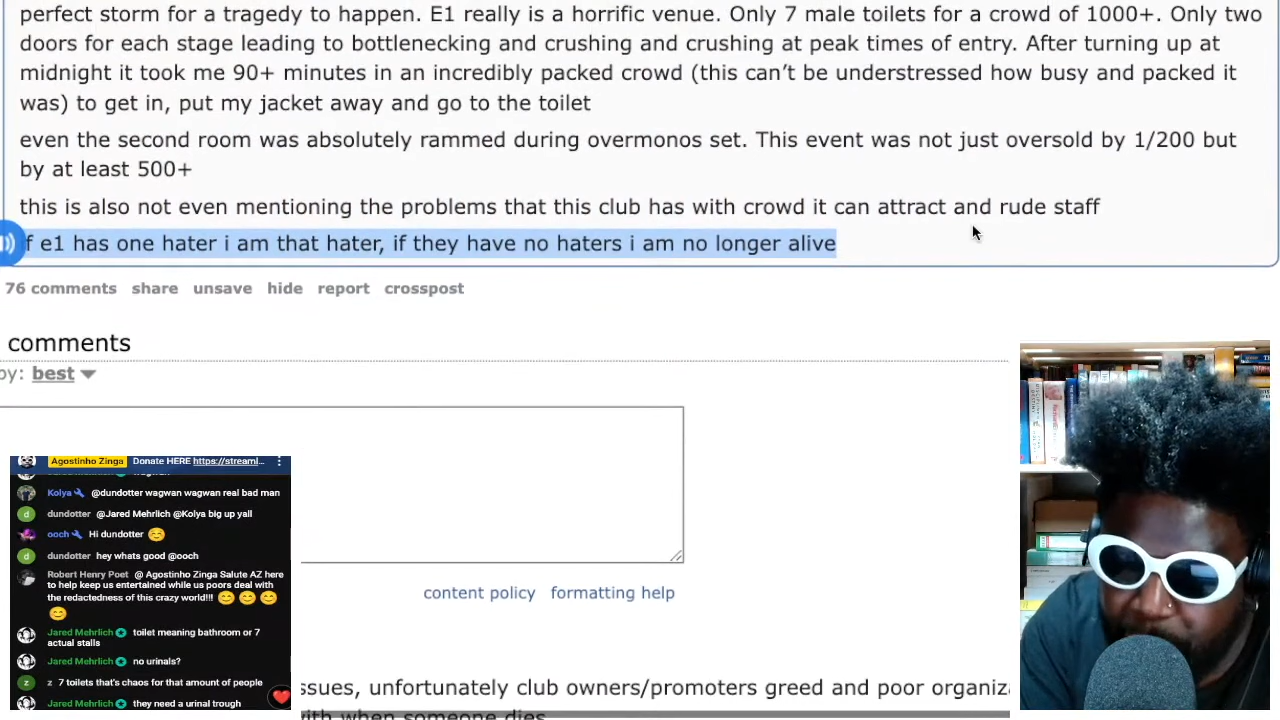 perfect storm for a tragedy to happen. E1 really is a horrific venue. Only 7 male toilets for a crowd of 1000+. Only two
doors for each stage leading to bottlenecking and crushing and crushing at peak times of entry. After turning up at
midnight it took me 90+ minutes in an incredibly packed crowd (this can't be understressed how busy and packed it
was) to get in, put my jacket away and go to the toilet
even the second room was absolutely rammed during overmonos set. This event was not just oversold by 1/200 but
by at least 500+
this is also not even mentioning the problems that this club has with crowd it can attract and rude staff
f e1 has one hater i am that hater, if they have no haters i am no longer alive
76 comments share unsave hide report crosspost
comments
by: best
content policy formatting help
ssues, unfortunately club owners/promoters greed and poor organiz
with when someone dies
Agostinho Zinga Donate HERE https://streaml...
Kolya @dundotter wagwan wagwan real bad man
dundotter @Jared Mehrlich @Kolya big up yall
ooch Hi dundotter 😊
dundotter hey whats good @ooch
Robert Henry Poet @ Agostinho Zinga Salute AZ here
to help keep us entertained while us poors deal with
the redactedness of this crazy world!!! 😊 😊 😊
😊
Jared Mehrlich toilet meaning bathroom or 7
actual stalls
Jared Mehrlich no urinals?
z 7 toilets that's chaos for that amount of people
Jared Mehrlich they need a urinal trough